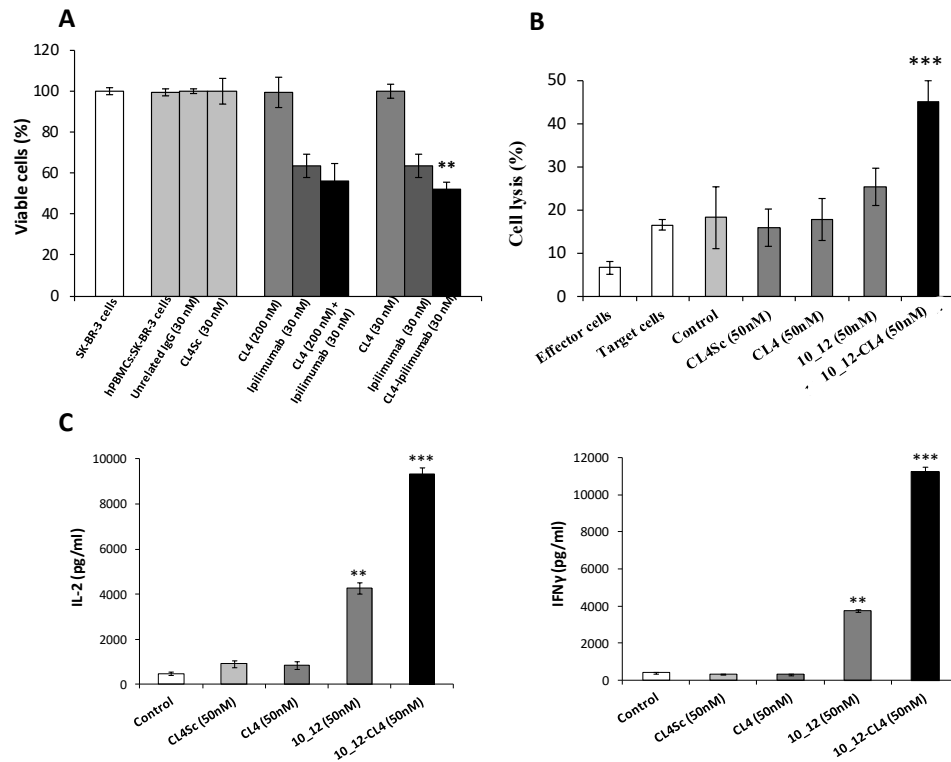 A
Viable cells (%)
120
100
80
60
40
20
0
**
SK-BR-3 cells
hPBMCs:SK-BR-3 cells
Unrelated IgG (30 nM)
CL4Sc (30 nM)
CL4 (200 nM)
Ipilimumab (30 nM)
CL4 (200 nM) +
Ipilimumab (30 nM)
CL4 (30 nM)
Ipilimumab (30 nM)
CL4-Ipilimumab (30 nM)
B
Cell lysis (%)
60
50
40
30
20
10
0
***
Effector cells
Target cells
Control
CL4Sc (50nM)
CL4 (50nM)
10_12 (50nM)
10_12-CL4 (50nM)
C
IL-2 (pg/ml)
10000
8000
6000
4000
2000
0
**
***
Control
CL4Sc (50nM)
CL4 (50nM)
10_12 (50nM)
10_12-CL4 (50nM)
IFNγ (pg/ml)
12000
10000
8000
6000
4000
2000
0
**
***
Control
CL4Sc (50nM)
CL4 (50nM)
10_12 (50nM)
10_12-CL4 (50nM)